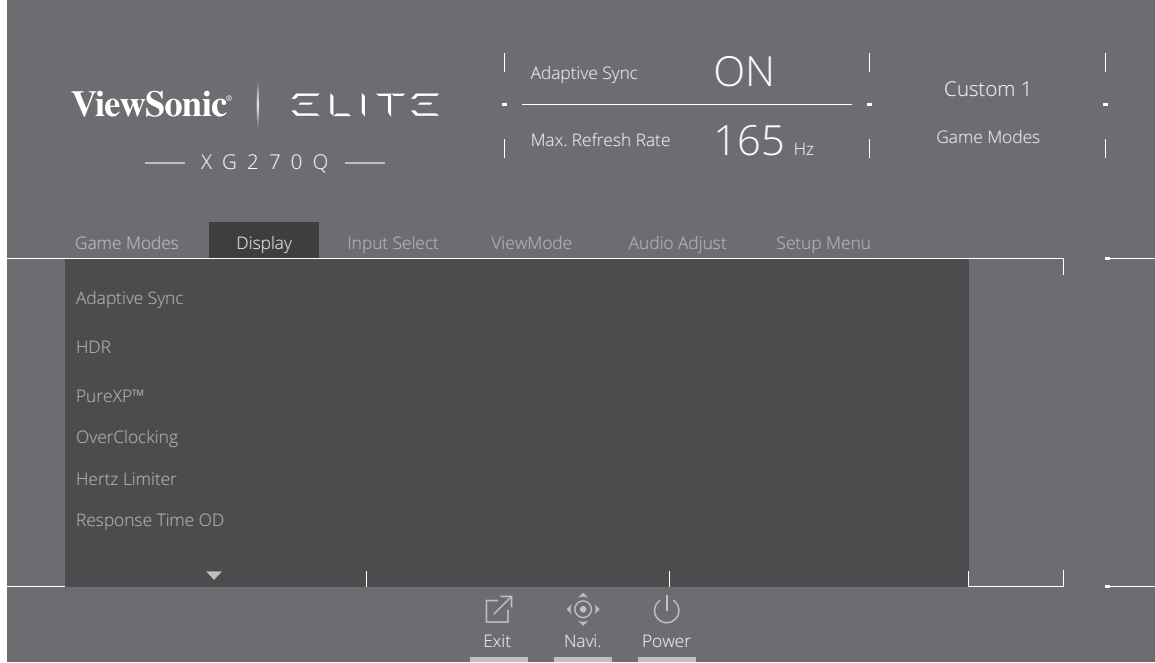 ViewSonic® ELITE
XG270Q
Adaptive Sync ON
Max. Refresh Rate 165 Hz
Custom 1
Game Modes
Game Modes Display Input Select ViewMode Audio Adjust Setup Menu
Adaptive Sync
HDR
PureXP™
OverClocking
Hertz Limiter
Response Time OD
Exit Navi. Power